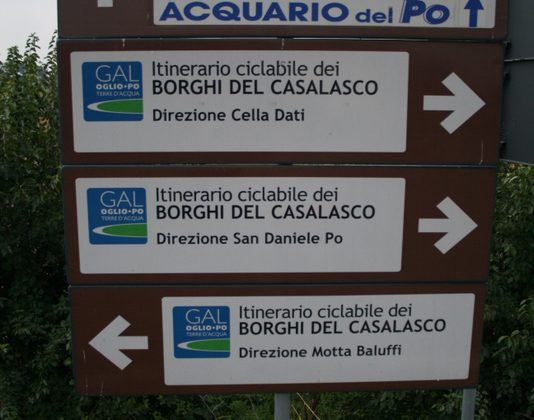 ACQUARIO del Po
GAL
OGLIO•PO
TERRE D'ACQUA
Itinerario ciclabile dei
BORGHI DEL CASALASCO
Direzione Cella Dati
GAL
OGLIO•PO
TERRE D'ACQUA
Itinerario ciclabile dei
BORGHI DEL CASALASCO
Direzione San Daniele Po
GAL
OGLIO•PO
TERRE D'ACQUA
Itinerario ciclabile dei
BORGHI DEL CASALASCO
Direzione Motta Baluffi